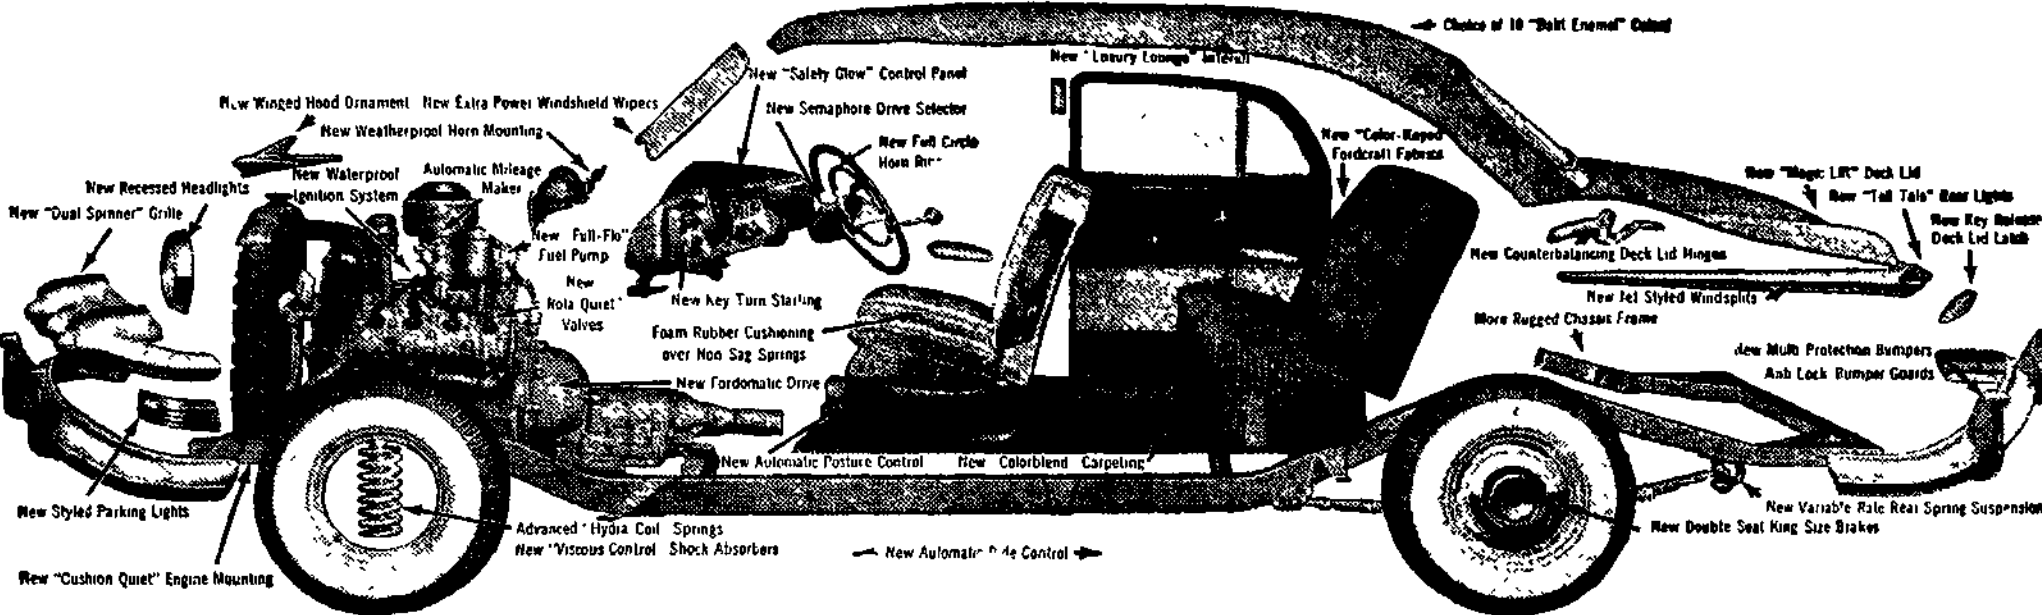 Choice of 10 "Enamel"
New "Luxury Lounge"
New "Safety Glow" Control Panel
New Winged Hood Ornament
New Extra Power Windshield Wipers
New Semaphore Drive Selector
New Weatherproof Horn Mounting
New Full Circle
Horn
New "Color-Keyed
Fordcraft Fabrics
New Waterproof
Ignition System
Automatic Mileage
Maker
New Recessed Headlights
New "Dual Spinner" Grille
New "Magic Lift" Deck Lid
New "Tail Tale" Rear Lights
New Key Release
Deck Lid Latch
New "Full-Flo"
Fuel Pump
New Counterbalancing Deck Lid Hinges
New
Rota Quiet"
Valves
New Key Turn Starting
New Jet Styled Windsplits
More Rugged Chassis Frame
Foam Rubber Cushioning
over Non Sag Springs
New Multi Protection Bumpers
Lock Bumper Guards
New Fordomatic Drive
New Automatic Posture Control
New Colorblend Carpeting
New Styled Parking Lights
Advanced "Hydra Coil Springs
New "Viscous Control Shock Absorbers
New Automatic Ride Control
New Variable Rate Rear Spring Suspension
New Double Seal King Size Brakes
New "Cushion Quiet" Engine Mounting